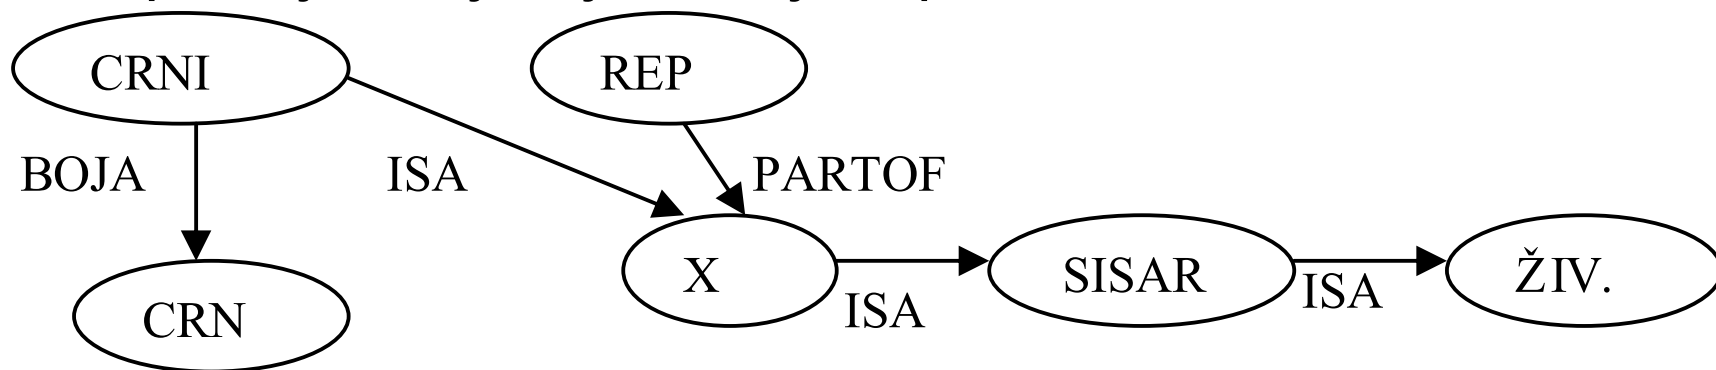 CRNI
REP
BOJA
ISA
PARTOF
X
SISAR
ŽIV.
ISA
ISA
CRN